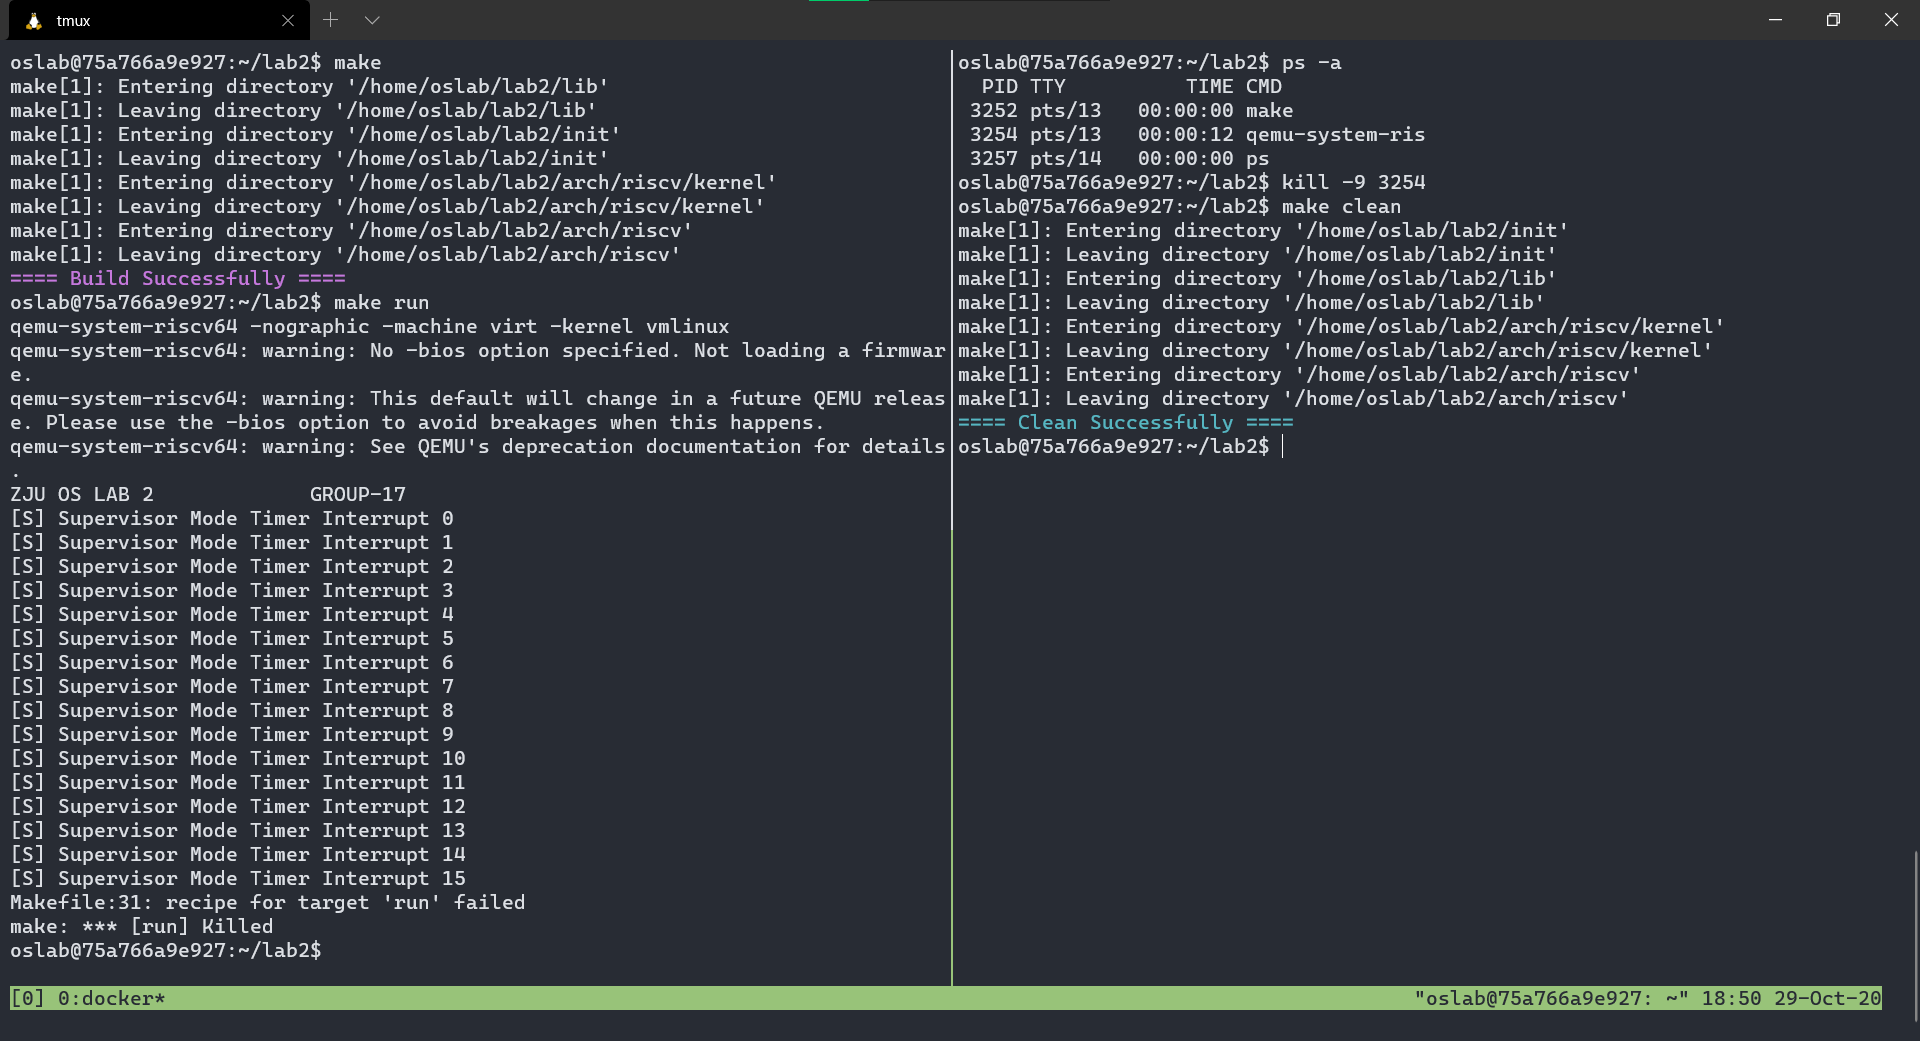 tmux
oslab@75a766a9e927:~/lab2$ make
make[1]: Entering directory '/home/oslab/lab2/lib'
make[1]: Leaving directory '/home/oslab/lab2/lib'
make[1]: Entering directory '/home/oslab/lab2/init'
make[1]: Leaving directory '/home/oslab/lab2/init'
make[1]: Entering directory '/home/oslab/lab2/arch/riscv/kernel'
make[1]: Leaving directory '/home/oslab/lab2/arch/riscv/kernel'
make[1]: Entering directory '/home/oslab/lab2/arch/riscv'
make[1]: Leaving directory '/home/oslab/lab2/arch/riscv'
==== Build Successfully ====
oslab@75a766a9e927:~/lab2$ make run
qemu-system-riscv64 -nographic -machine virt -kernel vmlinux
qemu-system-riscv64: warning: No -bios option specified. Not loading a firmwar
e.
qemu-system-riscv64: warning: This default will change in a future QEMU releas
e. Please use the -bios option to avoid breakages when this happens.
qemu-system-riscv64: warning: See QEMU's deprecation documentation for details
.
ZJU OS LAB 2             GROUP-17
[S] Supervisor Mode Timer Interrupt 0
[S] Supervisor Mode Timer Interrupt 1
[S] Supervisor Mode Timer Interrupt 2
[S] Supervisor Mode Timer Interrupt 3
[S] Supervisor Mode Timer Interrupt 4
[S] Supervisor Mode Timer Interrupt 5
[S] Supervisor Mode Timer Interrupt 6
[S] Supervisor Mode Timer Interrupt 7
[S] Supervisor Mode Timer Interrupt 8
[S] Supervisor Mode Timer Interrupt 9
[S] Supervisor Mode Timer Interrupt 10
[S] Supervisor Mode Timer Interrupt 11
[S] Supervisor Mode Timer Interrupt 12
[S] Supervisor Mode Timer Interrupt 13
[S] Supervisor Mode Timer Interrupt 14
[S] Supervisor Mode Timer Interrupt 15
Makefile:31: recipe for target 'run' failed
make: *** [run] Killed
oslab@75a766a9e927:~/lab2$
oslab@75a766a9e927:~/lab2$ ps -a
  PID TTY          TIME CMD
 3252 pts/13   00:00:00 make
 3254 pts/13   00:00:12 qemu-system-ris
 3257 pts/14   00:00:00 ps
oslab@75a766a9e927:~/lab2$ kill -9 3254
oslab@75a766a9e927:~/lab2$ make clean
make[1]: Entering directory '/home/oslab/lab2/init'
make[1]: Leaving directory '/home/oslab/lab2/init'
make[1]: Entering directory '/home/oslab/lab2/lib'
make[1]: Leaving directory '/home/oslab/lab2/lib'
make[1]: Entering directory '/home/oslab/lab2/arch/riscv/kernel'
make[1]: Leaving directory '/home/oslab/lab2/arch/riscv/kernel'
make[1]: Entering directory '/home/oslab/lab2/arch/riscv'
make[1]: Leaving directory '/home/oslab/lab2/arch/riscv'
==== Clean Successfully ====
oslab@75a766a9e927:~/lab2$
[0] 0:docker* "oslab@75a766a9e927: ~" 18:50 29-Oct-20